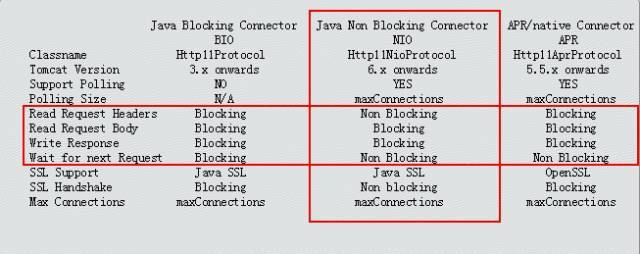 Java Blocking Connector Java Non Blocking Connector APR/native Connector
BIO NIO APR
Classname Http11Protocol Http11NioProtocol Http11AprProtocol
Tomcat Version 3.x onwards 6.x onwards 5.5.x onwards
Support Polling NO YES YES
Polling Size N/A maxConnections maxConnections
Read Request Headers Blocking Non Blocking Blocking
Read Request Body Blocking Blocking Blocking
Write Response Blocking Blocking Blocking
Wait for next Request Blocking Non Blocking Non Blocking
SSL Support Java SSL Java SSL OpenSSL
SSL Handshake Blocking Non blocking Blocking
Max Connections maxConnections maxConnections maxConnections